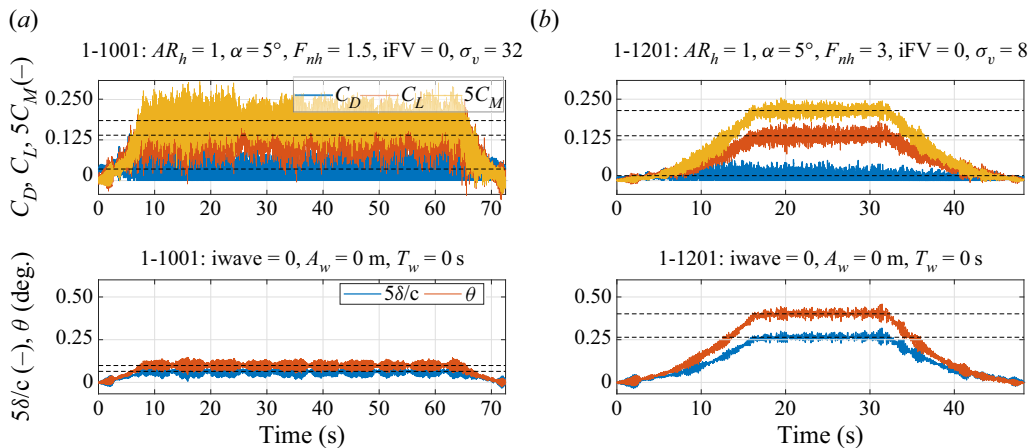 (a)
1-1001: AR_h = 1, α = 5°, F_nh = 1.5, iFV = 0, σ_v = 32
C_D, C_L, 5C_M (−)
0.250
0.125
0
C_D C_L 5C_M
0 10 20 30 40 50 60 70
1-1001: iwave = 0, A_w = 0 m, T_w = 0 s
5δ/c (−), θ (deg.)
0.50
0.25
0
5δ/c θ
0 10 20 30 40 50 60 70
Time (s)
(b)
1-1201: AR_h = 1, α = 5°, F_nh = 3, iFV = 0, σ_v = 8
0.250
0.125
0
0 10 20 30 40
1-1201: iwave = 0, A_w = 0 m, T_w = 0 s
0.50
0.25
0
0 10 20 30 40
Time (s)